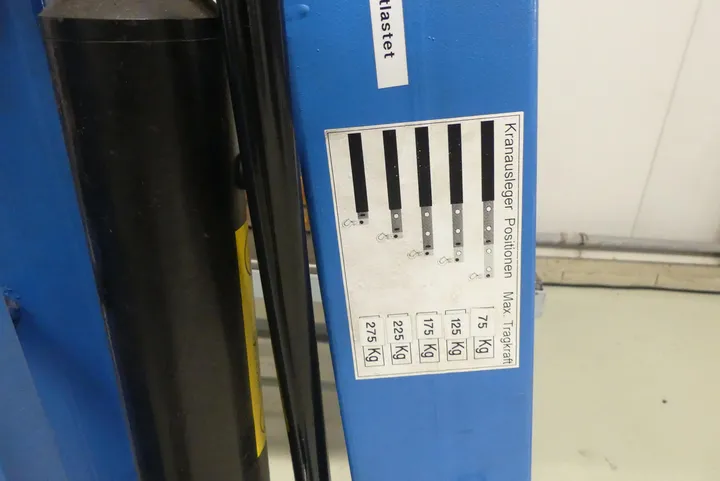 tlastet
Kranausleger Positionen Max. Tragkraft
75 Kg
125 Kg
175 Kg
225 Kg
275 Kg